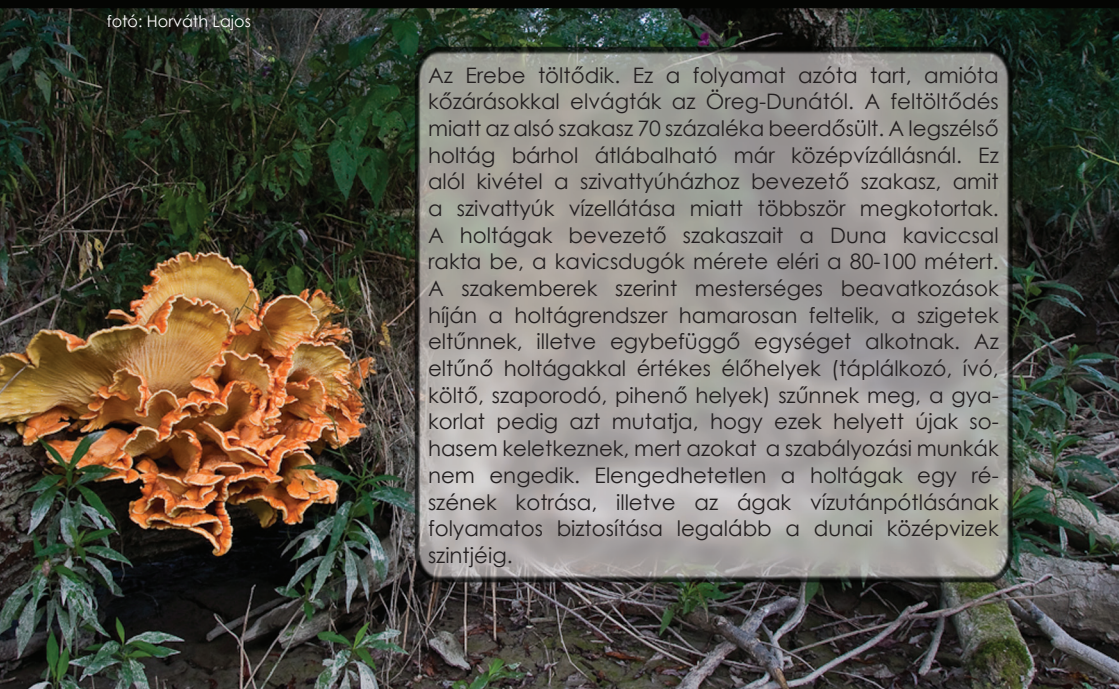 fotó: Horváth Lajos
Az Erebe töltődik. Ez a folyamat azóta tart, amióta
kőzárásokkal elvágták az Öreg-Dunától. A feltöltődés
miatt az alsó szakasz 70 százaléka beerdősült. A legszélső
holtág bárhol átlábalható már középvízállásnál. Ez
alól kivétel a szivattyúházhoz bevezető szakasz, amit
a szivattyúk vízellátása miatt többször megkotortak.
A holtágak bevezető szakaszait a Duna kaviccsal
rakta be, a kavicsdugók mérete eléri a 80-100 métert.
A szakemberek szerint mesterséges beavatkozások
híján a holtágrendszer hamarosan feltelik, a szigetek
eltűnnek, illetve egybefüggő egységet alkotnak. Az
eltűnő holtágakkal értékes élőhelyek (táplálkozó, ívó,
költő, szaporodó, pihenő helyek) szűnnek meg, a gya-
korlat pedig azt mutatja, hogy ezek helyett újak so-
hasem keletkeznek, mert azokat a szabályozási munkák
nem engedik. Elengedhetetlen a holtágak egy ré-
szének kotrása, illetve az ágak vízutánpótlásának
folyamatos biztosítása legalább a dunai középvizek
szintjéig.